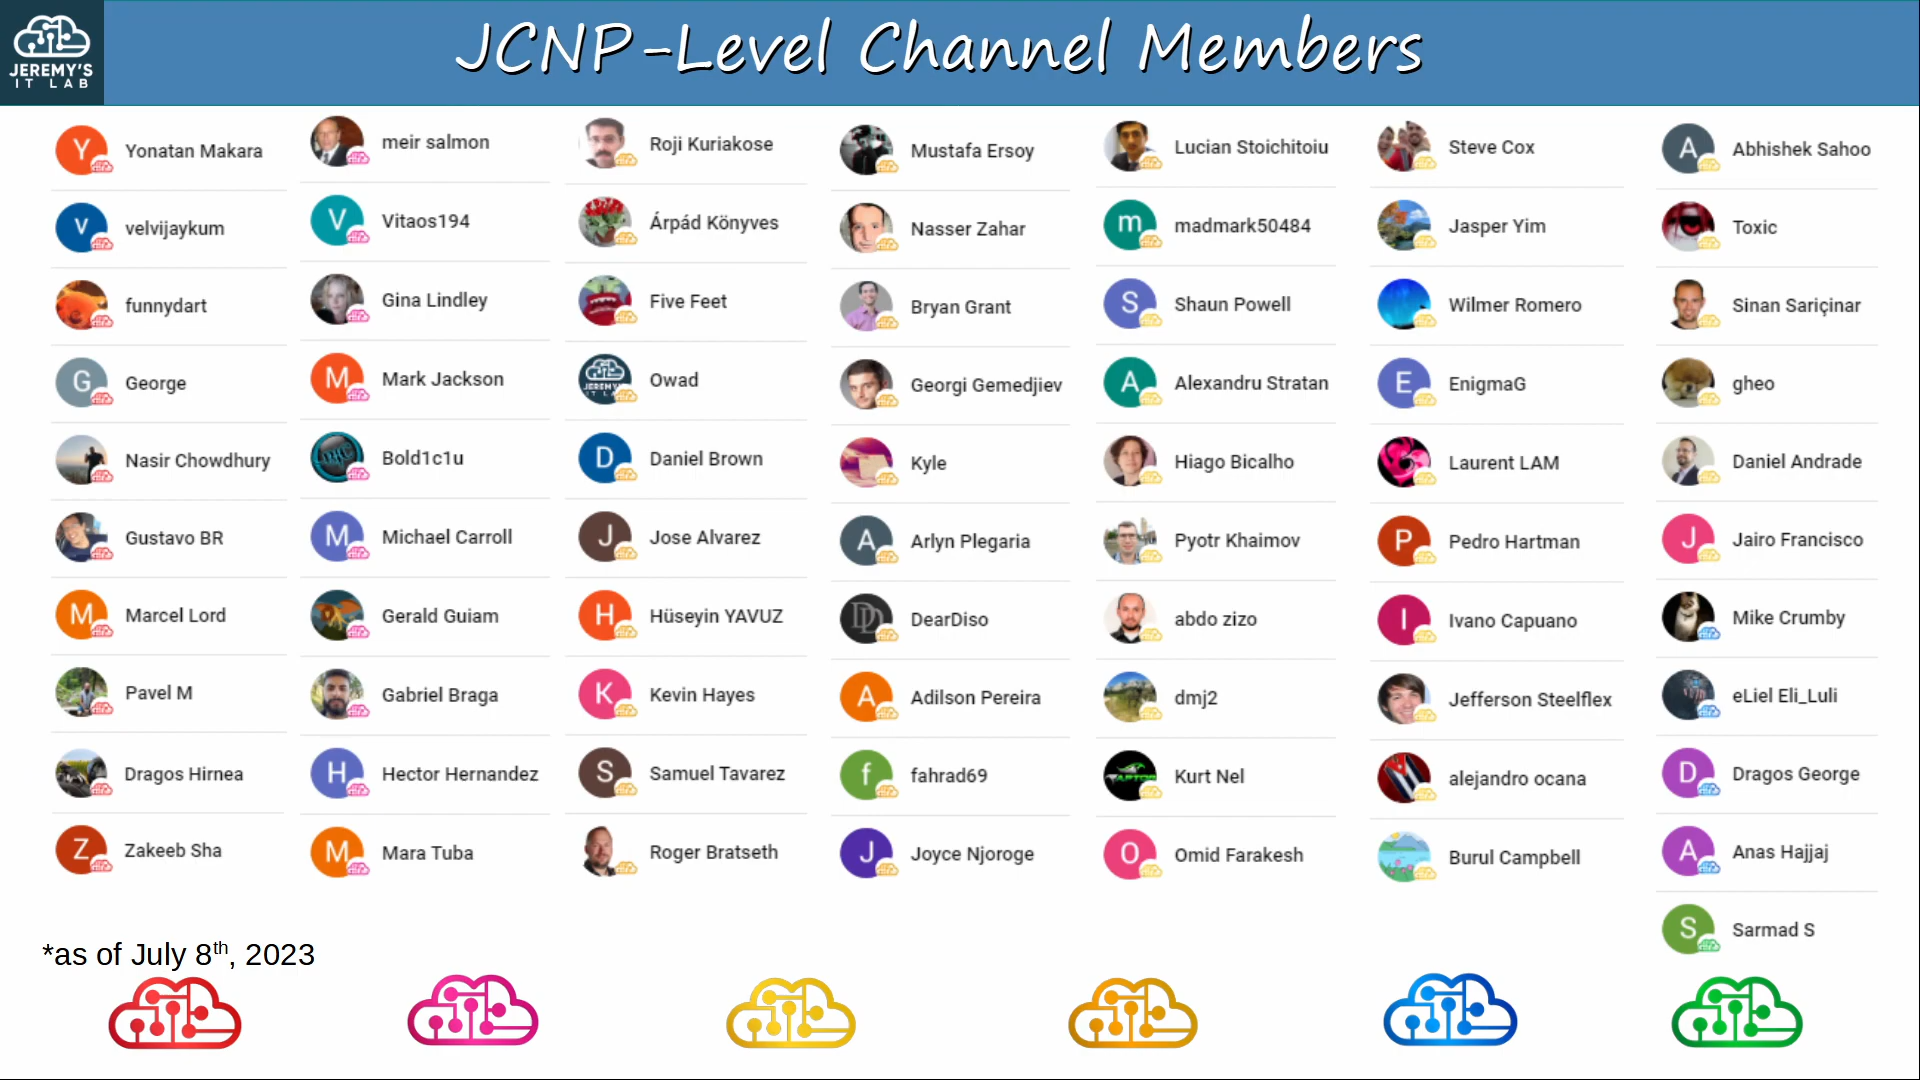 JEREMY'S
IT LAB
JCNP-Level Channel Members
Y Yonatan Makara
v velvijaykum
funnydart
G George
Nasir Chowdhury
Gustavo BR
M Marcel Lord
Pavel M
Dragos Hirnea
Z Zakeeb Sha
meir salmon
V Vitaos194
Gina Lindley
M Mark Jackson
Bold1c1u
M Michael Carroll
Gerald Guiam
Gabriel Braga
H Hector Hernandez
M Mara Tuba
Roji Kuriakose
Árpád Könyves
Five Feet
Owad
D Daniel Brown
J Jose Alvarez
H Hüseyin YAVUZ
K Kevin Hayes
S Samuel Tavarez
Roger Bratseth
Mustafa Ersoy
Nasser Zahar
Bryan Grant
Georgi Gemedjiev
Kyle
A Arlyn Plegaria
DearDiso
A Adilson Pereira
f fahrad69
J Joyce Njoroge
Lucian Stoichitoiu
m madmark50484
S Shaun Powell
A Alexandru Stratan
Hiago Bicalho
Pyotr Khaimov
abdo zizo
dmj2
Kurt Nel
O Omid Farakesh
Steve Cox
Jasper Yim
Wilmer Romero
E EnigmaG
Laurent LAM
P Pedro Hartman
I Ivano Capuano
Jefferson Steelflex
alejandro ocana
Burul Campbell
A Abhishek Sahoo
Toxic
Sinan Sariçinar
gheo
Daniel Andrade
J Jairo Francisco
Mike Crumby
eLiel Eli_Luli
D Dragos George
A Anas Hajjaj
S Sarmad S
*as of July 8th, 2023